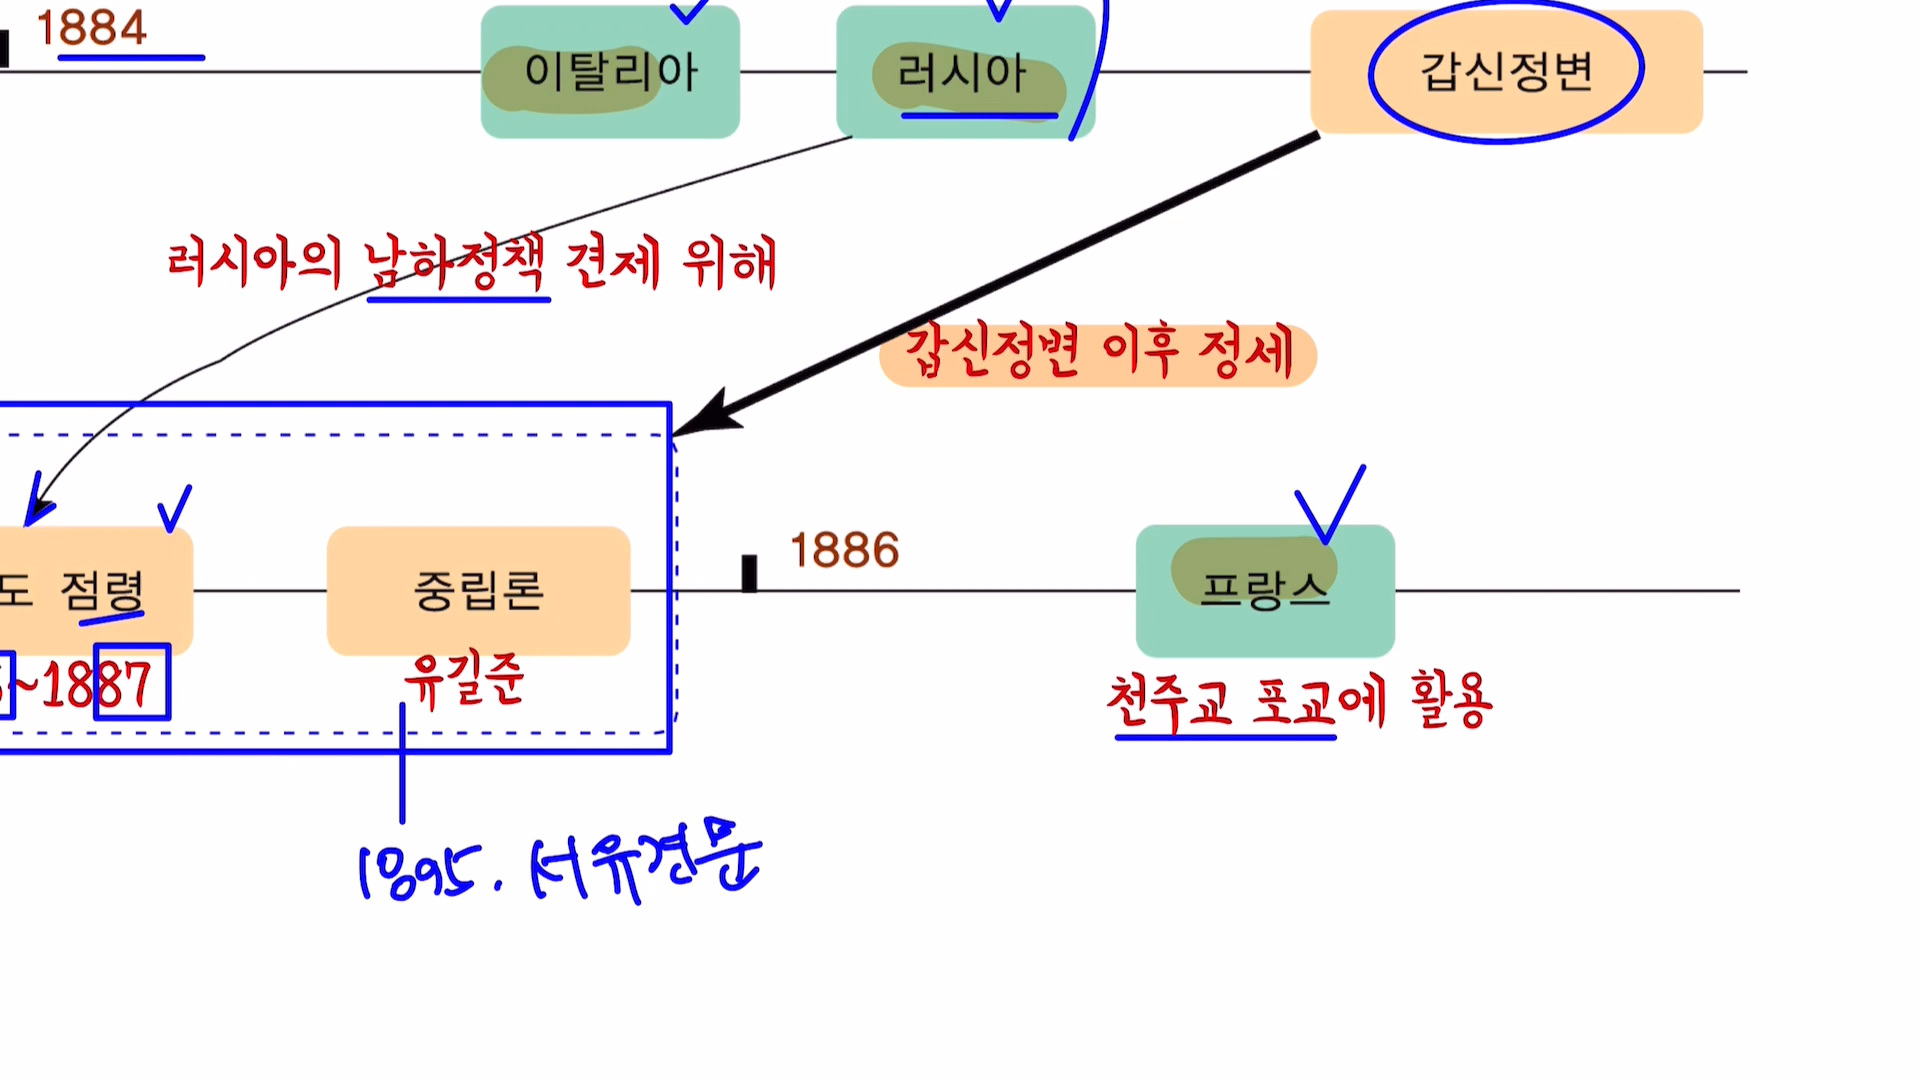 1884
이탈리아
러시아
갑신정변
러시아의 남하정책 견제 위해
갑신정변 이후 정세
1886
도 점령
중립론
프랑스
~1887
유길준
천주교 포교에 활용
1895. 서유견문